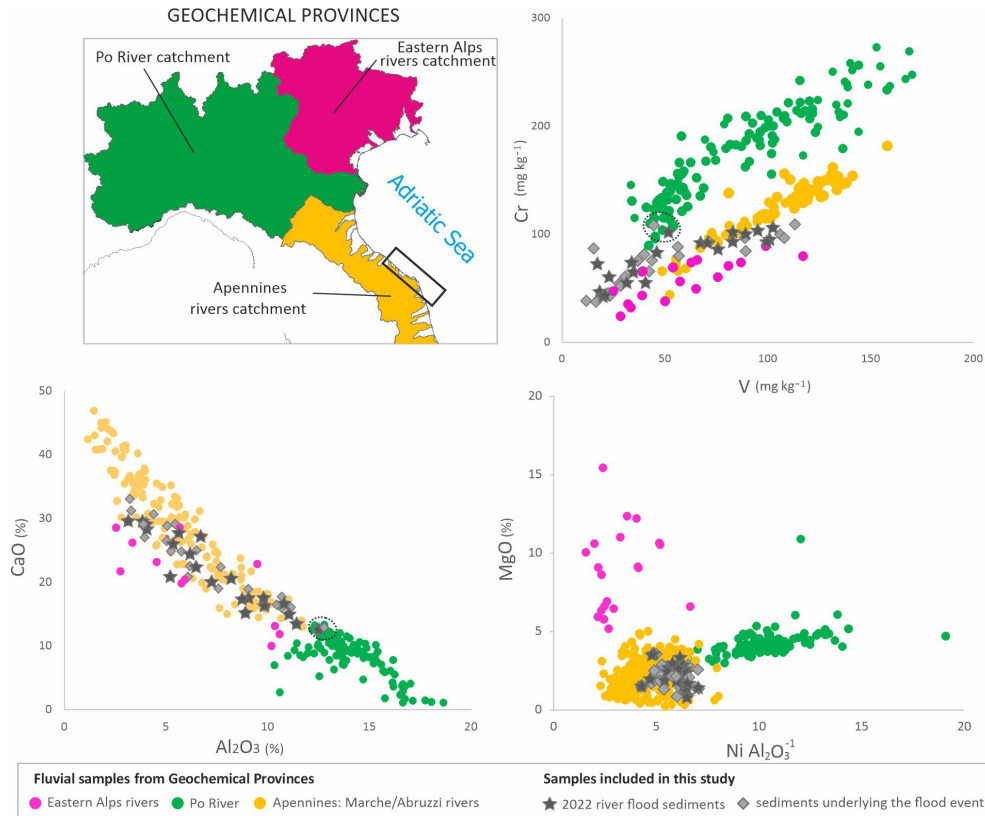 GEOCHEMICAL PROVINCES
Po River catchment
Eastern Alps
rivers catchment
Adriatic Sea
Apennines
rivers catchment
300
200
100
0
Cr (mg kg⁻¹)
0 50 100 150 200
V (mg kg⁻¹)
50
40
30
20
10
0
CaO (%)
0 5 10 15 20
Al₂O₃ (%)
20
15
10
5
0
MgO (%)
0 5 10 15 20
Ni Al₂O₃⁻¹
Fluvial samples from Geochemical Provinces
Eastern Alps rivers Po River Apennines: Marche/Abruzzi rivers
Samples included in this study
2022 river flood sediments sediments underlying the flood event